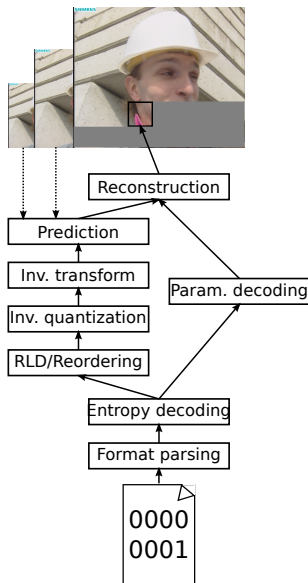 Reconstruction
Prediction
Inv. transform
Param. decoding
Inv. quantization
RLD/Reordering
Entropy decoding
Format parsing
0000
0001